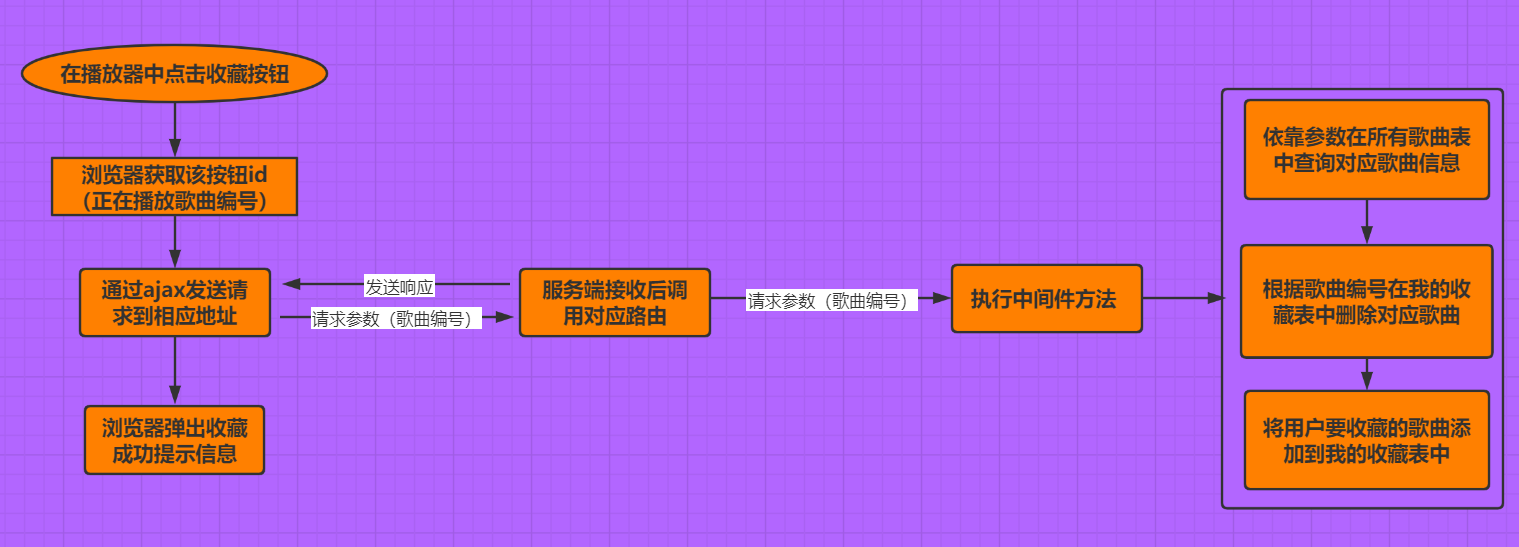 在播放器中点击收藏按钮
浏览器获取该按钮id
（正在播放歌曲编号）
通过ajax发送请
求到相应地址
发送响应
请求参数（歌曲编号）
服务端接收后调
用对应路由
请求参数（歌曲编号）
执行中间件方法
依靠参数在所有歌曲表
中查询对应歌曲信息
根据歌曲编号在我的收
藏表中删除对应歌曲
将用户要收藏的歌曲添
加到我的收藏表中
浏览器弹出收藏
成功提示信息